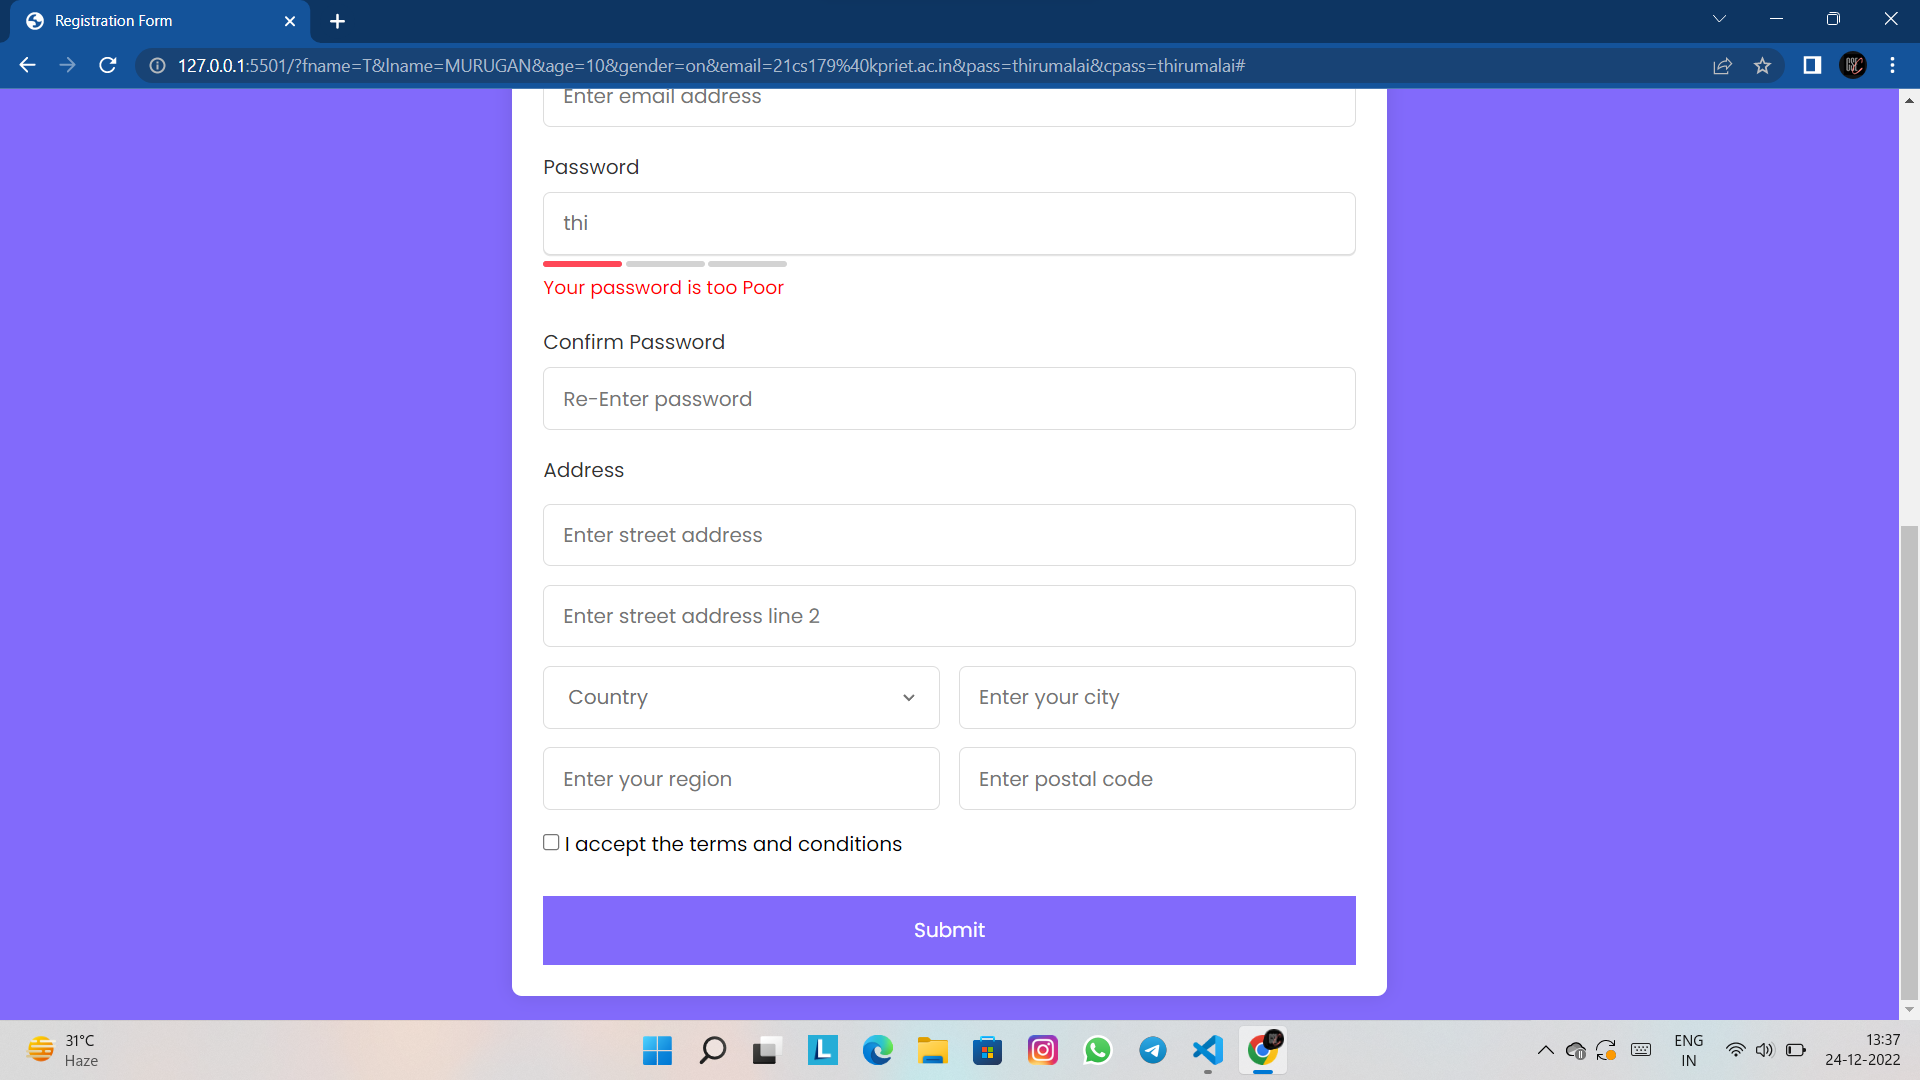 Registration Form
127.0.0.1:5501/?fname=T&lname=MURUGAN&age=10&gender=on&email=21cs179%40kpriet.ac.in&pass=thirumalai&cpass=thirumalai#
Enter email address
Password
thi
Your password is too Poor
Confirm Password
Re-Enter password
Address
Enter street address
Enter street address line 2
Country
Enter your city
Enter your region
Enter postal code
I accept the terms and conditions
Submit
31°C
Haze
L
ENG
IN
13:37
24-12-2022